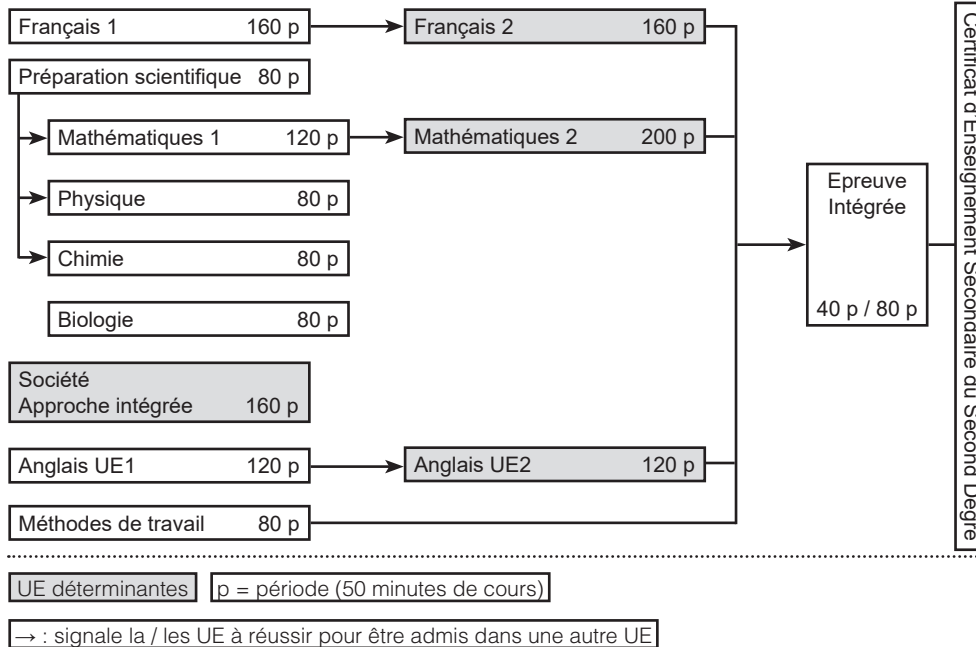 Français 1 160 p
Français 2 160 p
Préparation scientifique 80 p
Mathématiques 1 120 p
Mathématiques 2 200 p
Physique 80 p
Chimie 80 p
Biologie 80 p
Société
Approche intégrée 160 p
Anglais UE1 120 p
Anglais UE2 120 p
Méthodes de travail 80 p
Epreuve
Intégrée
40 p / 80 p
Certificat d'Enseignement Secondaire du Second Degré
UE déterminantes
p = période (50 minutes de cours)
→ : signale la / les UE à réussir pour être admis dans une autre UE